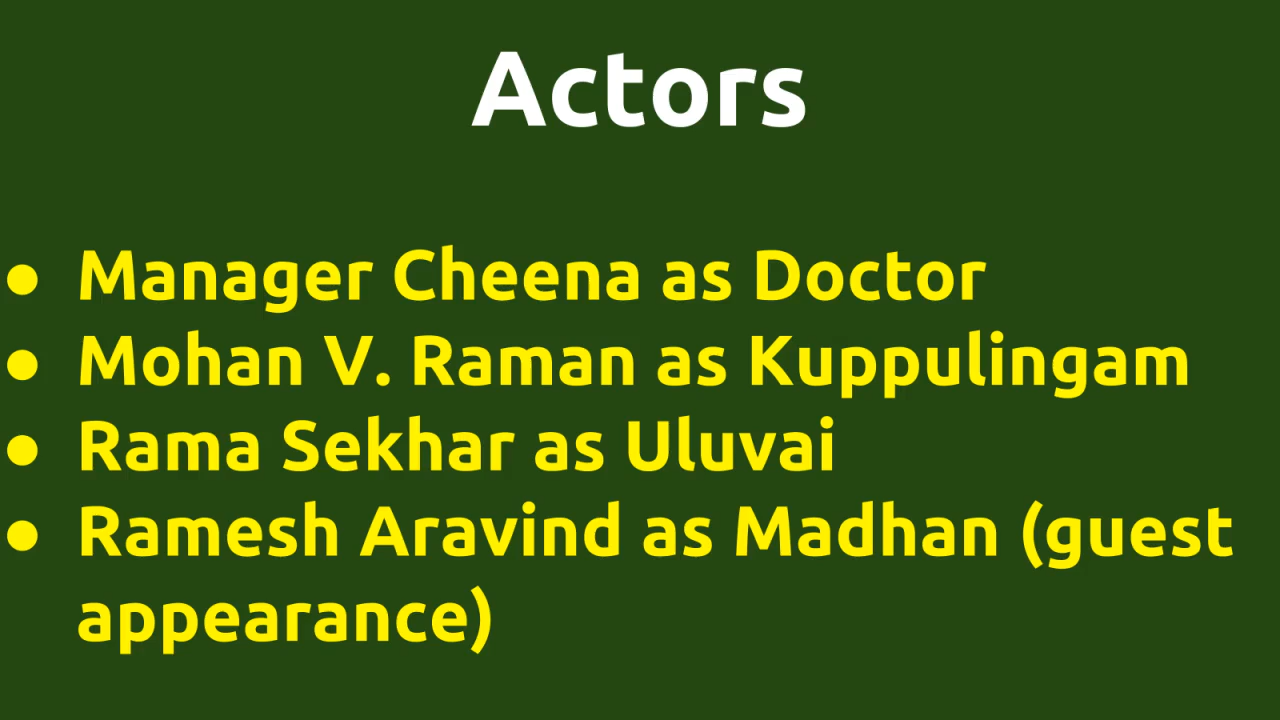 Actors
● Manager Cheena as Doctor
● Mohan V. Raman as Kuppulingam
● Rama Sekhar as Uluvai
● Ramesh Aravind as Madhan (guest
appearance)